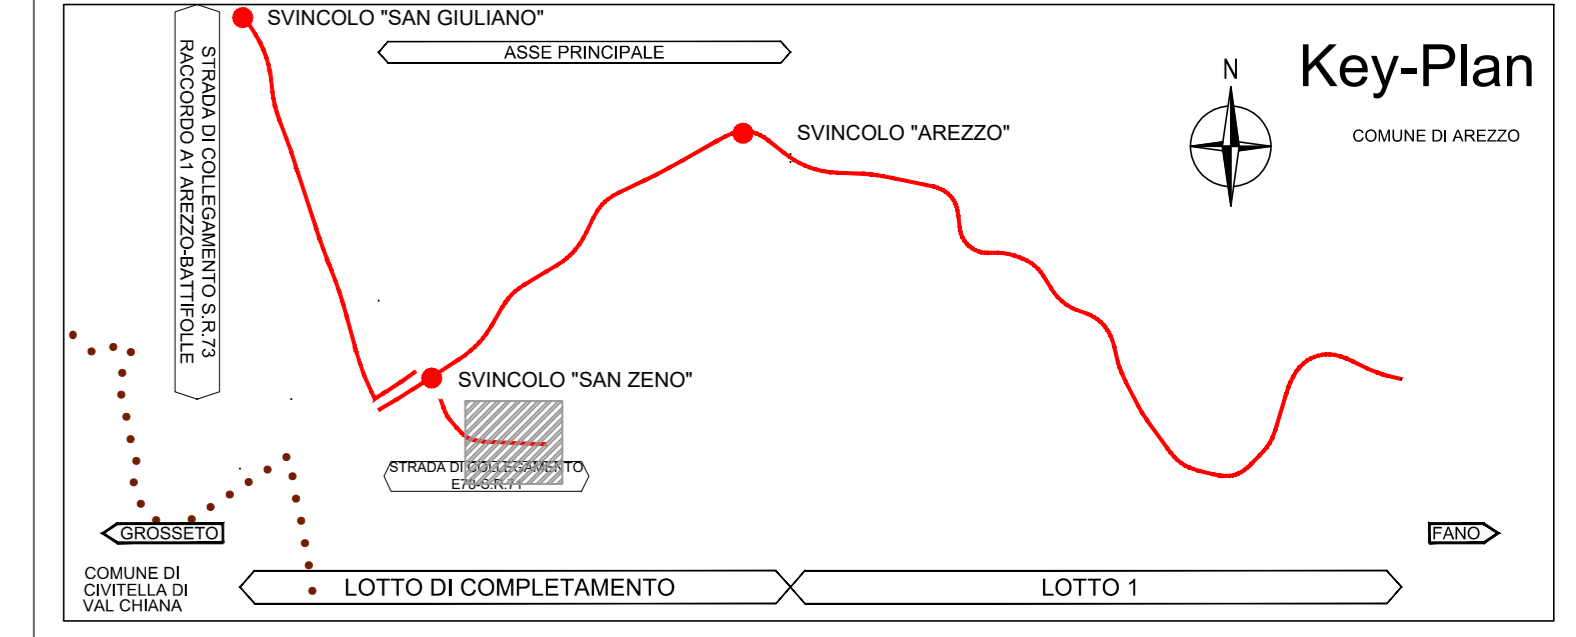 SVINCOLO "SAN GIULIANO"
ASSE PRINCIPALE
Key-Plan
N
COMUNE DI AREZZO
STRADA DI COLLEGAMENTO S.R.73
RACCORDO A1 AREZZO-BATTIFOLLE
SVINCOLO "AREZZO"
SVINCOLO "SAN ZENO"
STRADA DI COLLEGAMENTO
E78-S.R.71
GROSSETO
FANO
COMUNE DI
CIVITELLA DI
VAL CHIANA
LOTTO DI COMPLETAMENTO
LOTTO 1